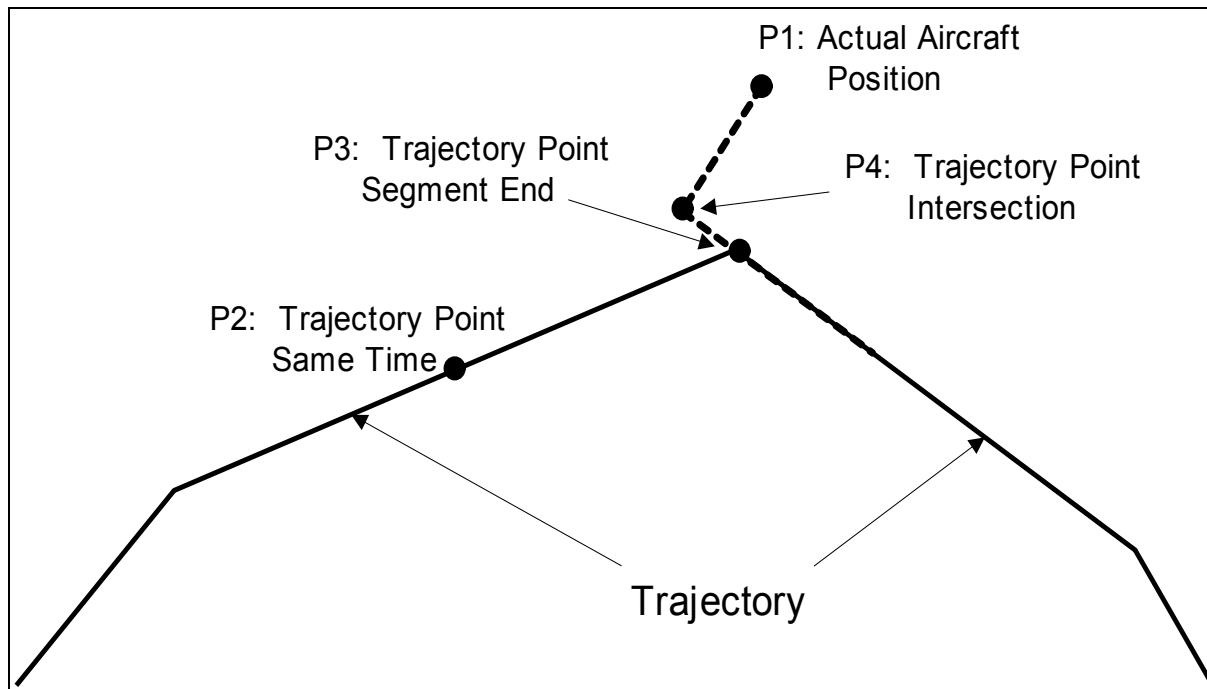 P1: Actual Aircraft
Position
P3: Trajectory Point
Segment End
P4: Trajectory Point
Intersection
P2: Trajectory Point
Same Time
Trajectory